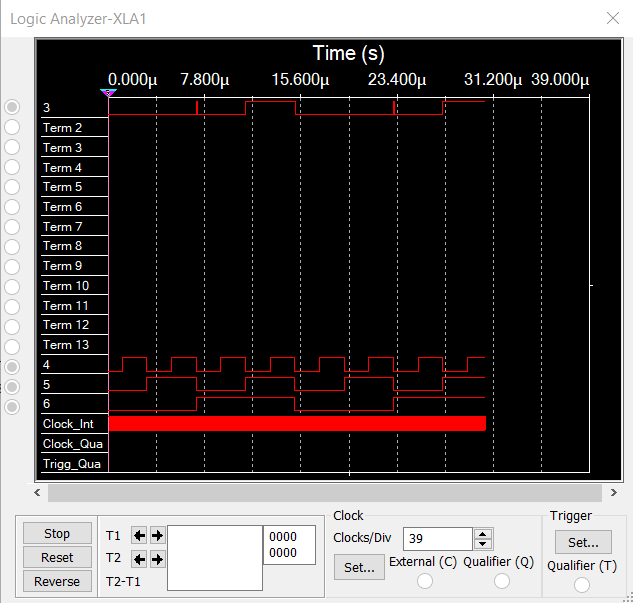 Logic Analyzer-XLA1
Time (s)
0.000µ 7.800µ 15.600µ 23.400µ 31.200µ 39.000µ
3
Term 2
Term 3
Term 4
Term 5
Term 6
Term 7
Term 8
Term 9
Term 10
Term 11
Term 12
Term 13
4
5
6
Clock_Int
Clock_Qua
Trigg_Qua
Stop
Reset
Reverse
T1
T2
T2-T1
0000
0000
Clock
Clocks/Div 39
Set...
External (C) Qualifier (Q)
Trigger
Set...
Qualifier (T)